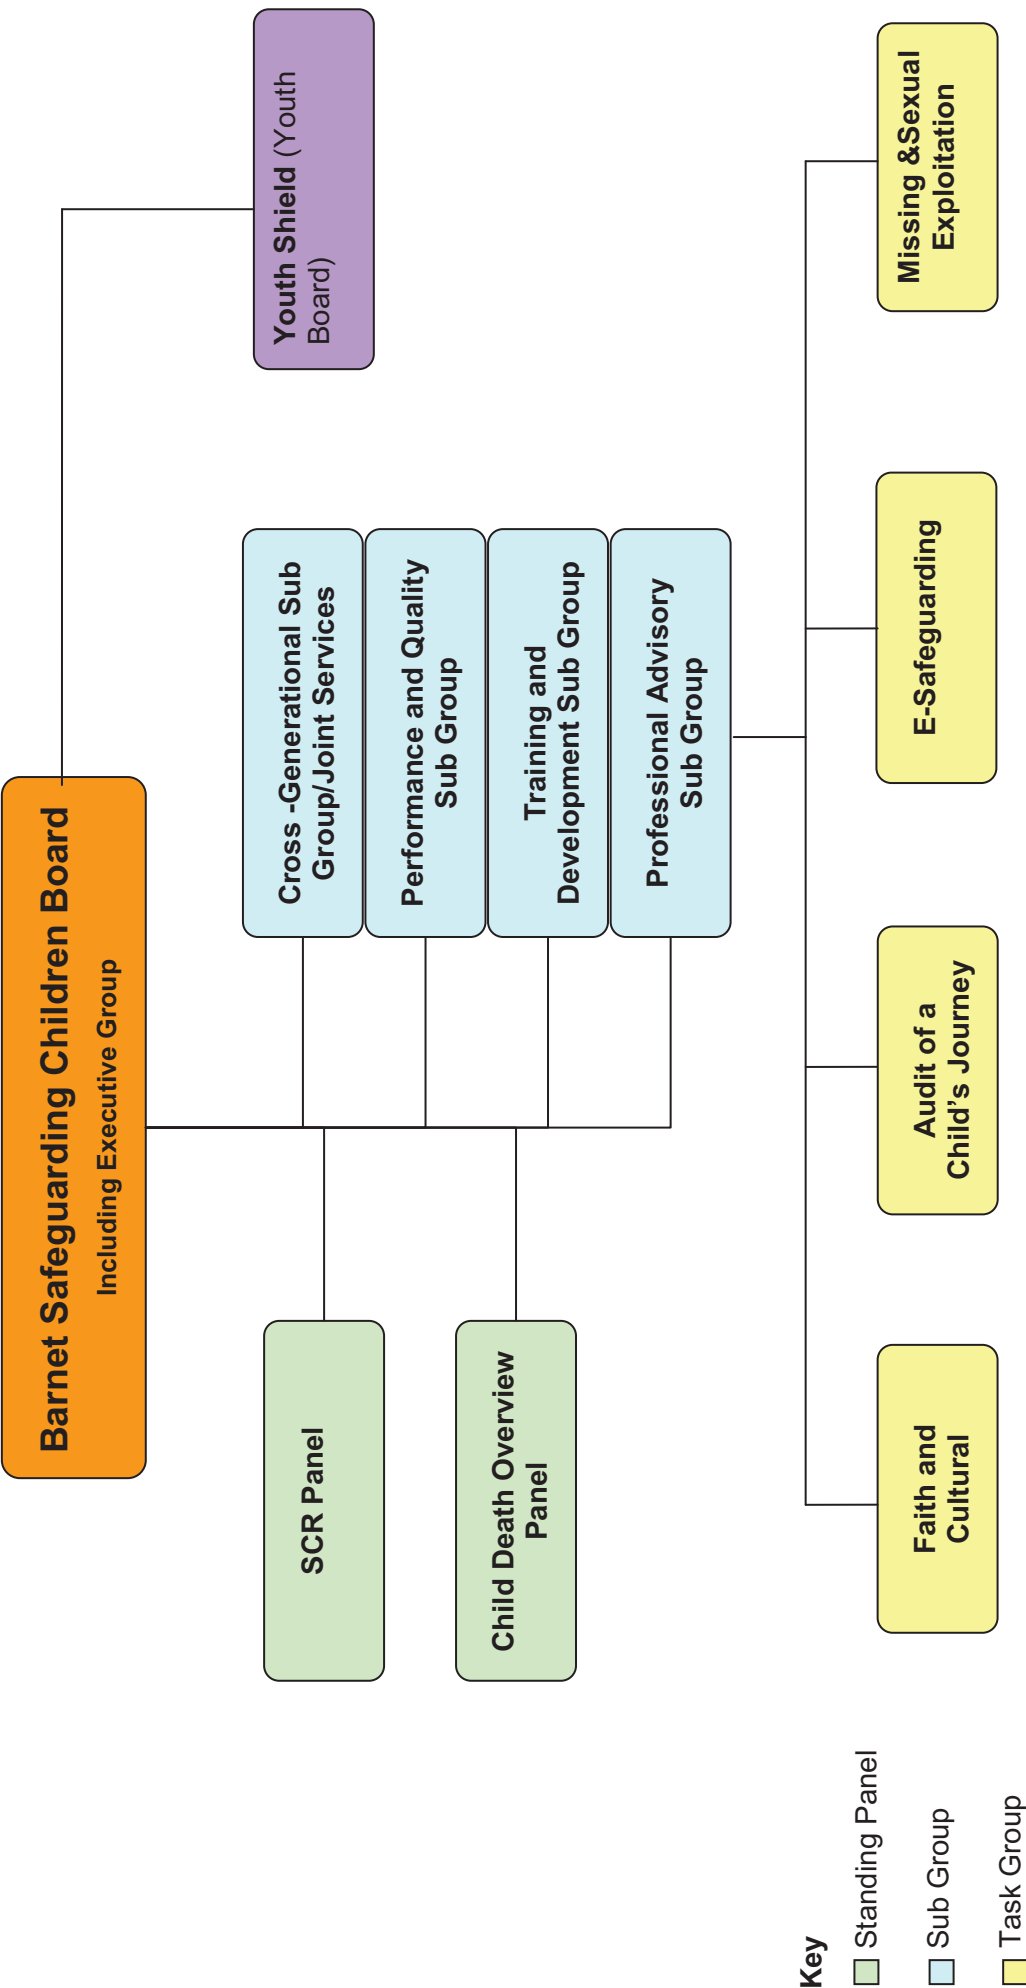 Barnet Safeguarding Children Board
Including Executive Group
Youth Shield (Youth
Board)
SCR Panel
Child Death Overview
Panel
Cross -Generational Sub
Group/Joint Services
Performance and Quality
Sub Group
Training and
Development Sub Group
Professional Advisory
Sub Group
Faith and
Cultural
Audit of a
Child’s Journey
E-Safeguarding
Missing &Sexual
Exploitation
Key
Standing Panel
Sub Group
Task Group